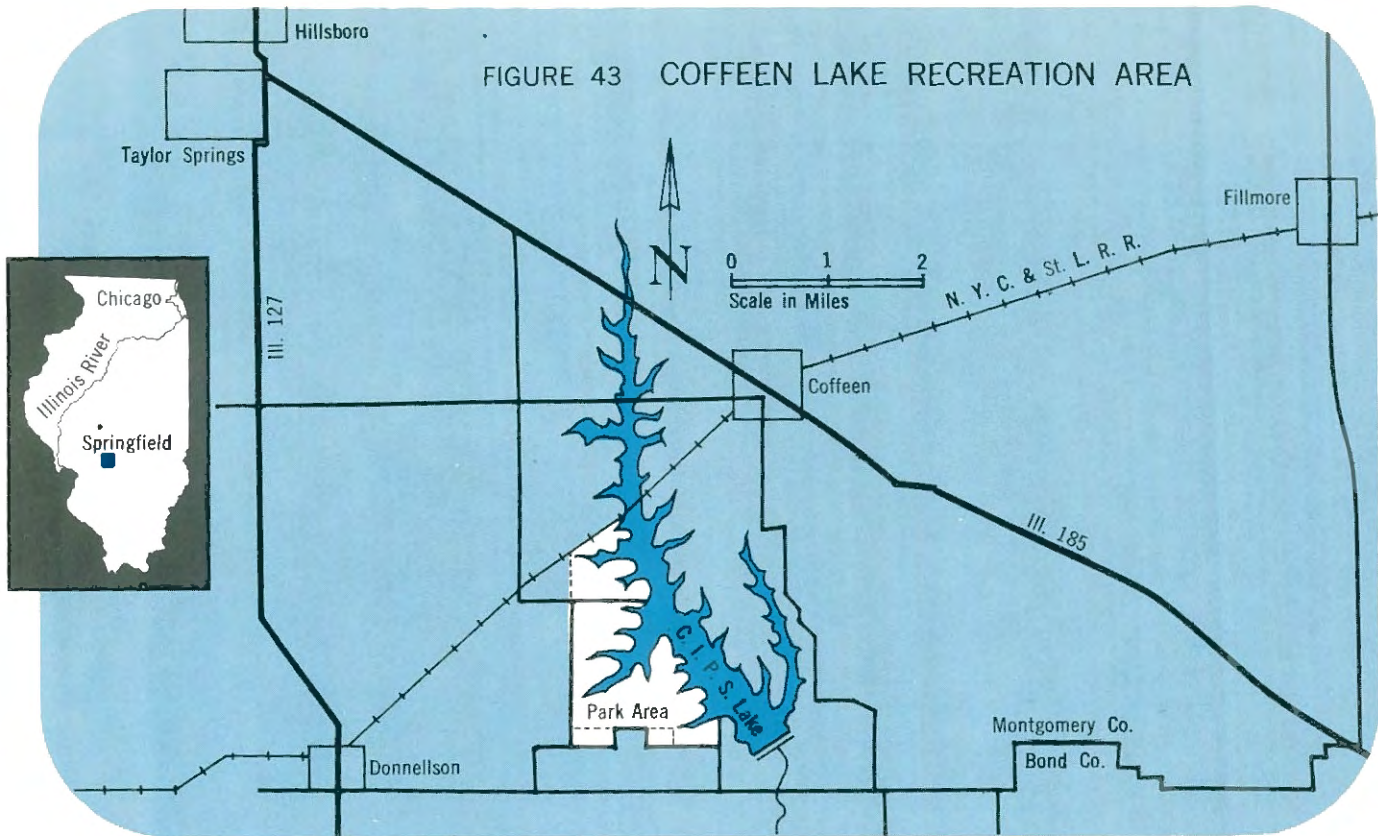 Hillsboro
FIGURE 43 COFFEEN LAKE RECREATION AREA
Taylor Springs
Fillmore
N
0 1 2
Scale in Miles
N. Y. C. & St. L. R. R.
Chicago
Illinois River
Springfield
Ill. 127
Coffeen
Ill. 185
C. I. P. S. Lake
Park Area
Montgomery Co.
Bond Co.
Donnellson